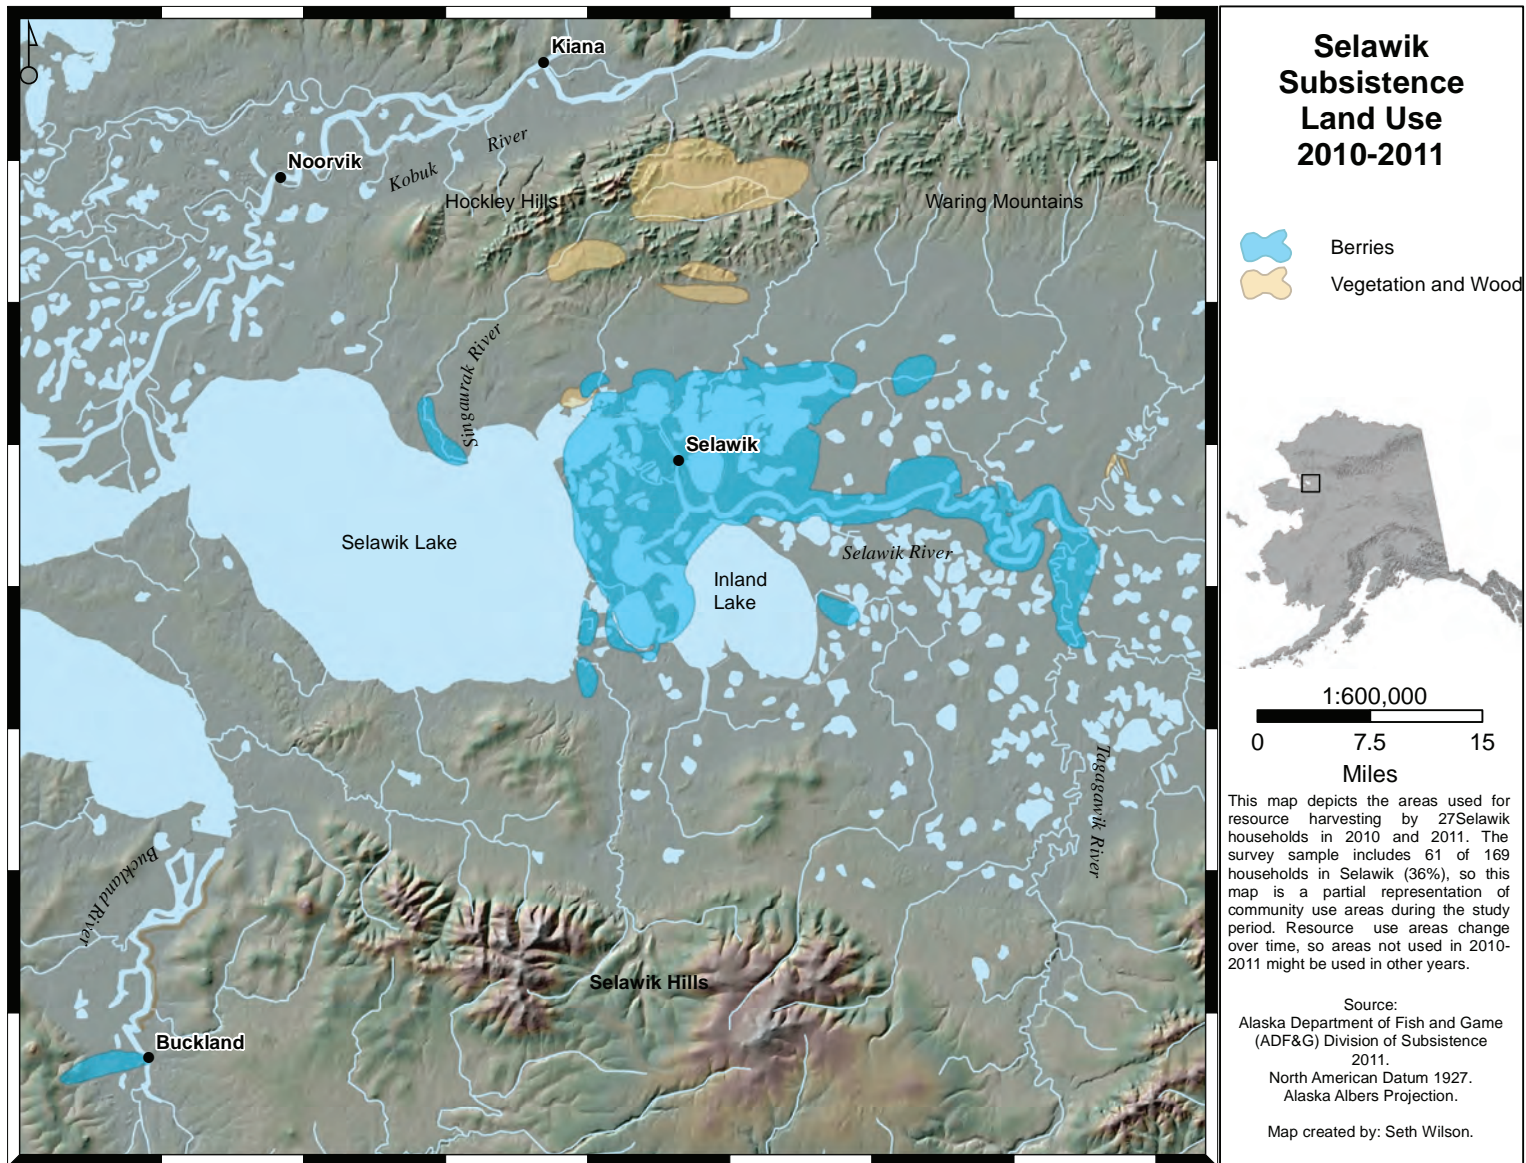 Kiana
Noorvik
Kobuk River
Hockley Hills
Waring Mountains
Singaurak River
Selawik
Selawik Lake
Inland
Lake
Selawik River
Tagagawik River
Buckland River
Selawik Hills
Buckland
Selawik
Subsistence
Land Use
2010-2011
Berries
Vegetation and Wood
1:600,000
0 7.5 15
Miles
This map depicts the areas used for
resource harvesting by 27Selawik
households in 2010 and 2011. The
survey sample includes 61 of 169
households in Selawik (36%), so this
map is a partial representation of
community use areas during the study
period. Resource use areas change
over time, so areas not used in 2010-
2011 might be used in other years.
Source:
Alaska Department of Fish and Game
(ADF&G) Division of Subsistence
2011.
North American Datum 1927.
Alaska Albers Projection.
Map created by: Seth Wilson.